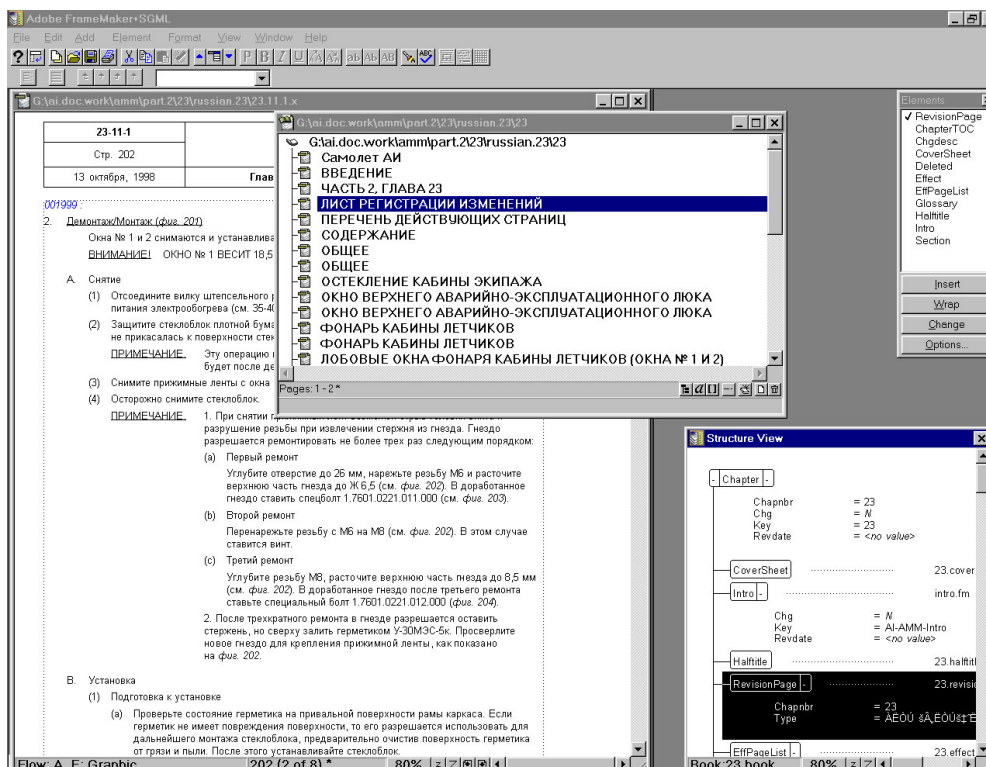 Adobe FrameMaker+SGML
File Edit Add Element Format View Window Help
G:\ai.doc.work\amm\part.2\23\russian.23\23.11.1.x
23-11-1
Стр. 202
13 октября, 1998
Глав
001999 :
2. Демонтаж/Монтаж (фиг. 201)
Окна № 1 и 2 снимаются и устанавлива
ВНИМАНИЕ! ОКНО № 1 ВЕСИТ 18,5
A. Снятие
(1) Отсоедините вилку штепсельного р
питания электрообогрева (см. 35-40
(2) Защитите стеклоблок плотной бума
не прикасалась к поверхности стек
ПРИМЕЧАНИЕ. Эту операцию
будет после де
(3) Снимите прижимные ленты с окна
(4) Осторожно снимите стеклоблок.
ПРИМЕЧАНИЕ. 1. При снятии
разрушение резьбы при извлечении стержня из гнезда. Гнездо
разрешается ремонтировать не более трех раз следующим порядком:
(a) Первый ремонт
Углубите отверстие до 26 мм, нарежьте резьбу М6 и расточите
верхнюю часть гнезда до Ж 6,5 (см. фиг. 202). В доработанное
гнездо ставить спецболт 1.7601.0221.011.000 (см. фиг. 203).
(b) Второй ремонт
Перенарежьте резьбу с М6 на М8 (см. фиг. 202). В этом случае
ставится винт.
(c) Третий ремонт
Углубите резьбу М8, расточите верхнюю часть гнезда до 8,5 мм
(см. фиг. 202). В доработанное гнездо после третьего ремонта
ставьте специальный болт 1.7601.0221.012.000 (фиг. 204).
2. После трехкратного ремонта в гнезде разрешается оставить
стержень, но сверху залить герметиком У-30МЭС-5к. Просверлите
новое гнездо для крепления прижимной ленты, как показано
на фиг. 202.
B. Установка
(1) Подготовка к установке
(a) Проверьте состояние герметика на привальной поверхности рамы каркаса. Если
герметик не имеет повреждения поверхности, то его разрешается использовать для
дальнейшего монтажа стеклоблока, предварительно очистив поверхность герметика
от грязи и пыли. После этого устанавливайте стеклоблок.
Flow: A E: Graphic 202 (2 of 8) * 80%
G:\ai.doc.work\amm\part.2\23\russian.23\23
G:\ai.doc.work\amm\part.2\23\russian.23\23
Самолет АИ
ВВЕДЕНИЕ
ЧАСТЬ 2, ГЛАВА 23
ЛИСТ РЕГИСТРАЦИИ ИЗМЕНЕНИЙ
ПЕРЕЧЕНЬ ДЕЙСТВУЮЩИХ СТРАНИЦ
СОДЕРЖАНИЕ
ОБЩЕЕ
ОБЩЕЕ
ОСТЕКЛЕНИЕ КАБИНЫ ЭКИПАЖА
ОКНО ВЕРХНЕГО АВАРИЙНО-ЭКСПЛУАТАЦИОННОГО ЛЮКА
ОКНО ВЕРХНЕГО АВАРИЙНО-ЭКСПЛУАТАЦИОННОГО ЛЮКА
ФОНАРЬ КАБИНЫ ЛЕТЧИКОВ
ФОНАРЬ КАБИНЫ ЛЕТЧИКОВ
ЛОБОВЫЕ ОКНА ФОНАРЯ КАБИНЫ ЛЕТЧИКОВ (ОКНА № 1 И 2)
Pages: 1 - 2 *
Elements
RevisionPage
ChapterTOC
Chgdesc
CoverSheet
Deleted
Effect
EffPageList
Glossary
Halftitle
Intro
Section
Insert
Wrap
Change
Options...
Structure View
Chapter
Chapnbr = 23
Chg = N
Key = 23
Revdate = <no value>
CoverSheet 23.cover
Intro intro.fm
Chg = N
Key = AI-AMM-Intro
Revdate = <no value>
Halftitle 23.halftitl
RevisionPage 23.revisio
Chapnbr = 23
Type
EffPageList 23.effect
Book:23.book 80%